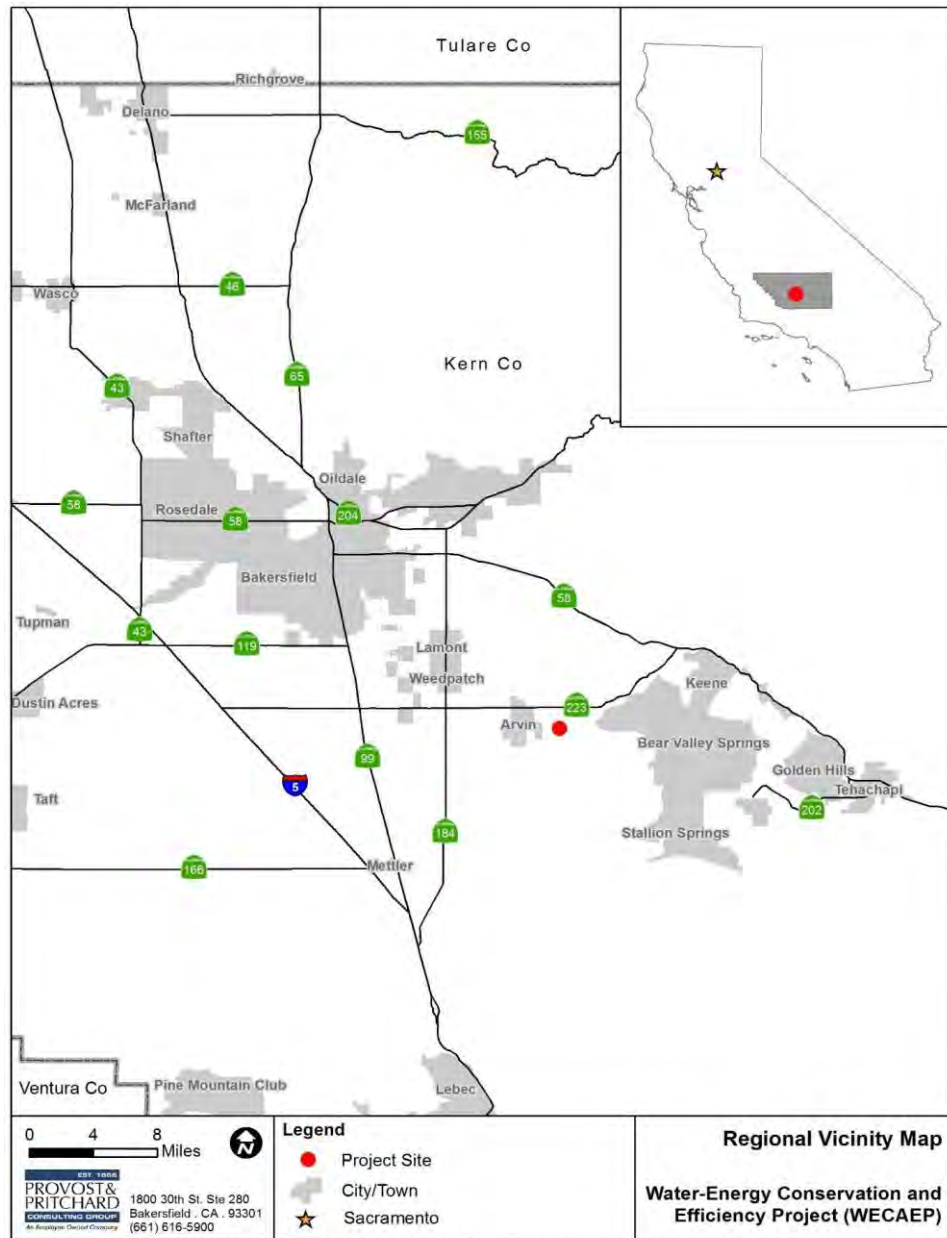 Tulare Co
Richgrove
Delano
155
McFarland
46
Wasco
65
Kern Co
43
Shafter
Oildale
58
Rosedale
58
204
Bakersfield
58
Tupman
43
119
Lamont
Weedpatch
Keene
Dustin Acres
223
Arvin
Bear Valley Springs
99
Golden Hills
5
Tehachapi
Taft
202
184
Stallion Springs
Mettler
166
Ventura Co
Pine Mountain Club
Lebec
0 4 8
Miles
N
EST. 1968
PROVOST&
PRITCHARD
CONSULTING GROUP
An Employee Owned Company
1800 30th St. Ste 280
Bakersfield . CA . 93301
(661) 616-5900
Legend
Project Site
City/Town
Sacramento
Regional Vicinity Map
Water-Energy Conservation and
Efficiency Project (WECAEP)